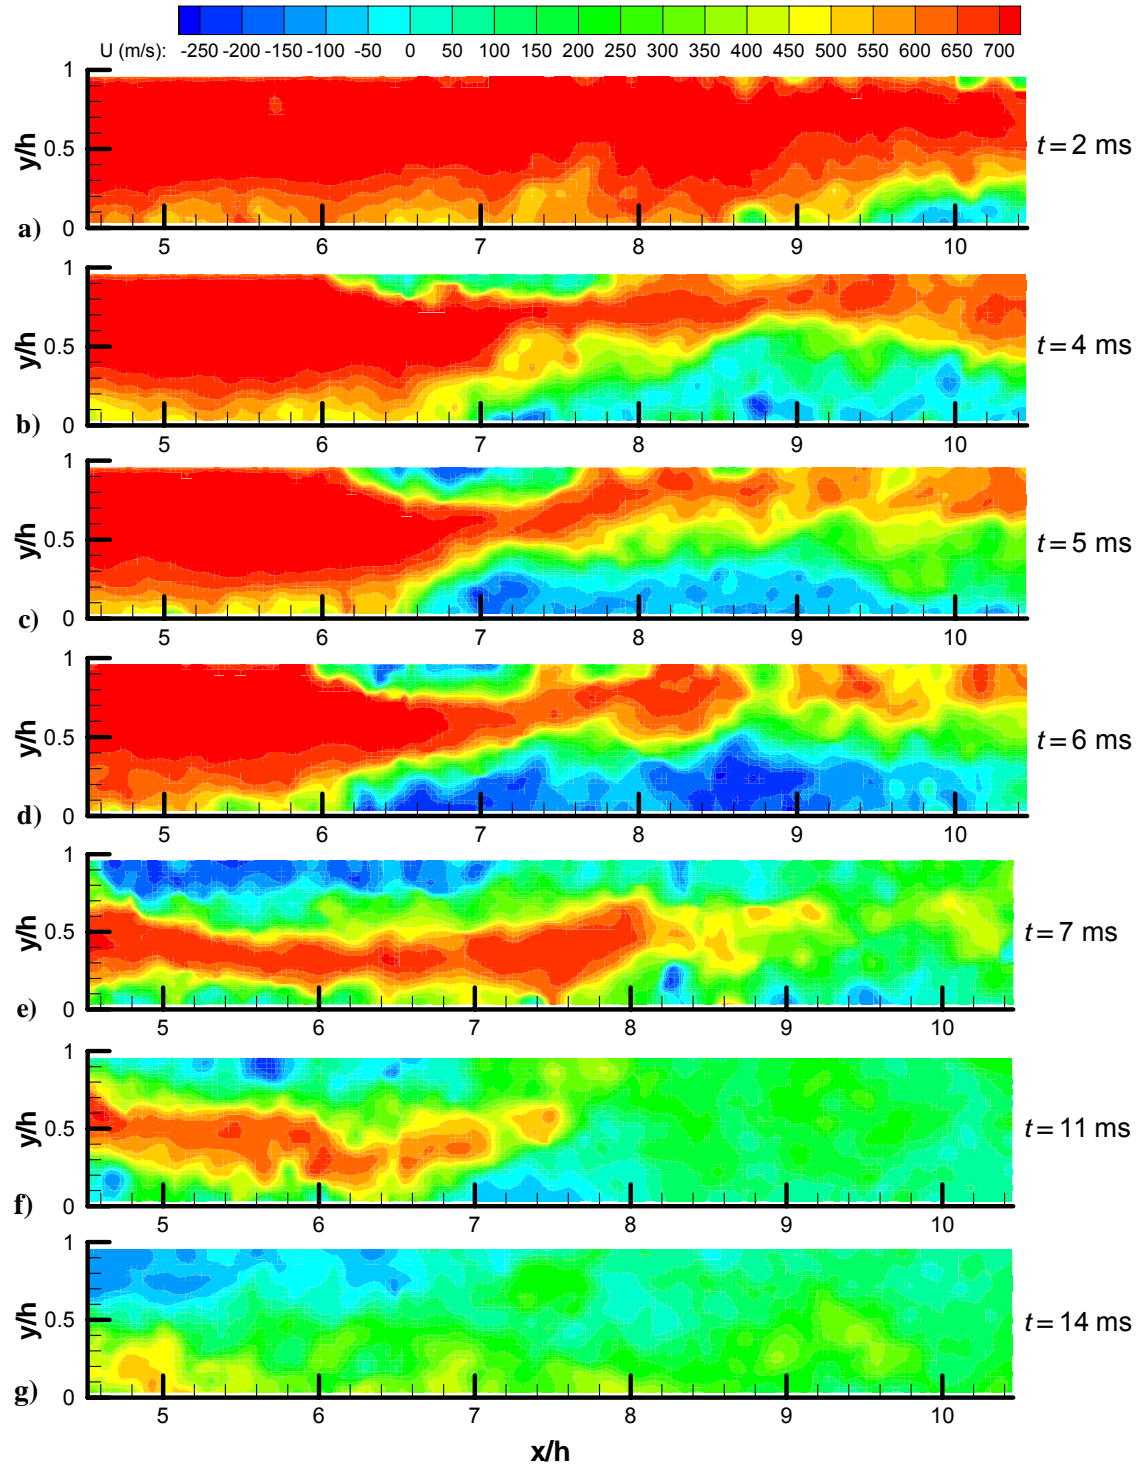 U (m/s): -250 -200 -150 -100 -50 0 50 100 150 200 250 300 350 400 450 500 550 600 650 700
1
y/h
0.5
t = 2 ms
0
a)
5 6 7 8 9 10
1
y/h
0.5
t = 4 ms
0
b)
5 6 7 8 9 10
1
y/h
0.5
t = 5 ms
0
c)
5 6 7 8 9 10
1
y/h
0.5
t = 6 ms
0
d)
5 6 7 8 9 10
1
y/h
0.5
t = 7 ms
0
e)
5 6 7 8 9 10
1
y/h
0.5
t = 11 ms
0
f)
5 6 7 8 9 10
1
y/h
0.5
t = 14 ms
0
g)
5 6 7 8 9 10
x/h